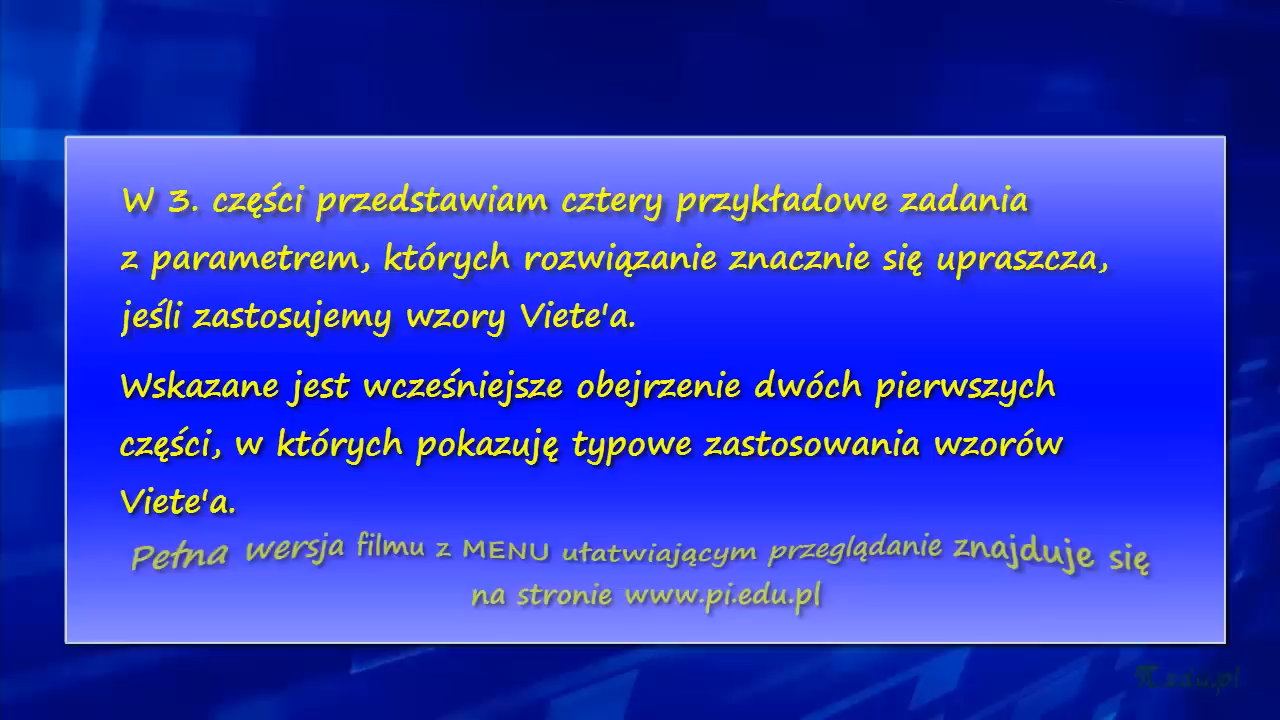 W 3. części przedstawiam cztery przykładowe zadania
z parametrem, których rozwiązanie znacznie się upraszcza,
jeśli zastosujemy wzory Viete'a.
Wskazane jest wcześniejsze obejrzenie dwóch pierwszych
części, w których pokazuję typowe zastosowania wzorów
Viete'a.
Pełna wersja filmu z MENU ułatwiającym przeglądanie znajduje się
na stronie www.pi.edu.pl
π.edu.pl